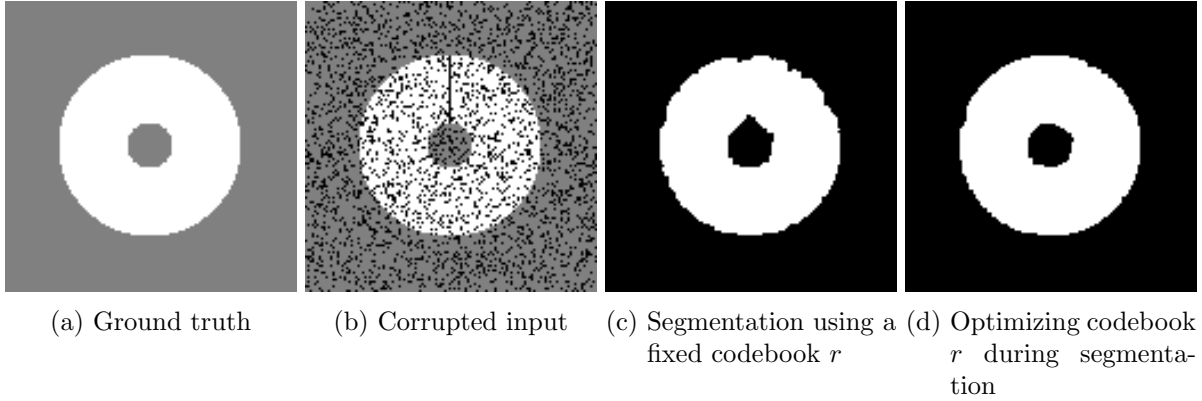 (a) Ground truth
(b) Corrupted input
(c) Segmentation using a
fixed codebook r
(d) Optimizing codebook
r during segmenta-
tion